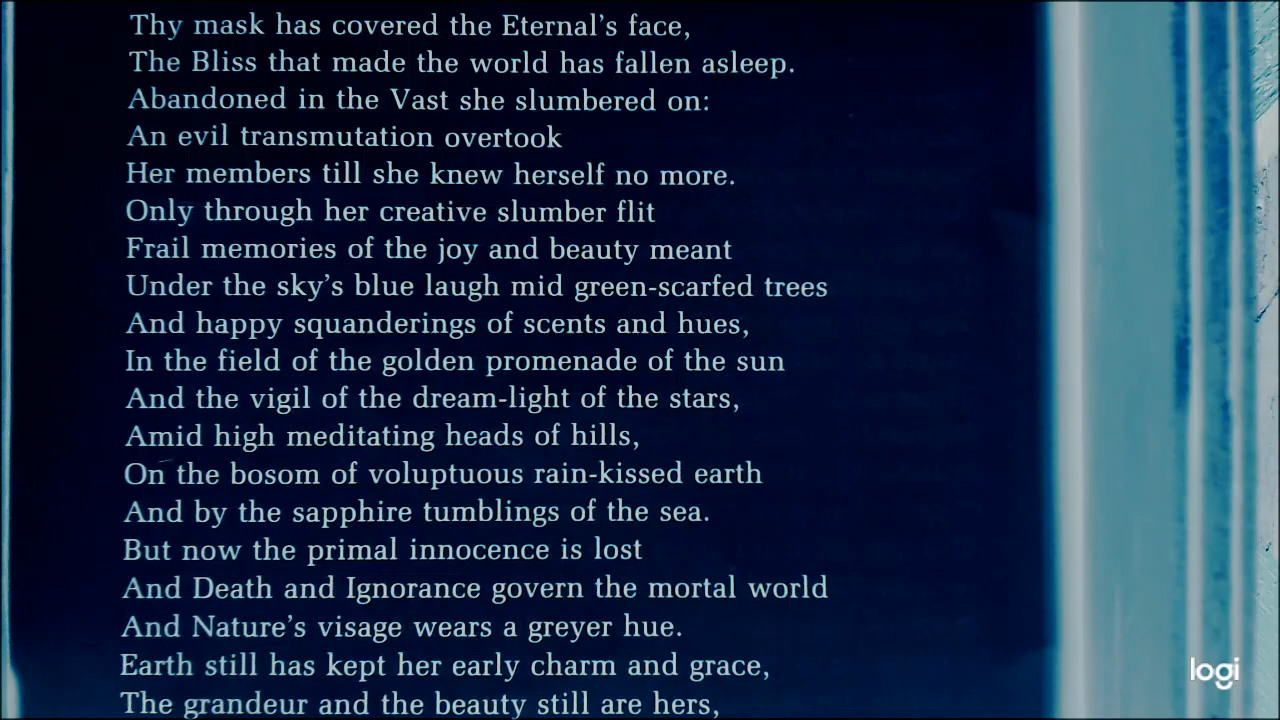 Thy mask has covered the Eternal’s face,
The Bliss that made the world has fallen asleep.
Abandoned in the Vast she slumbered on:
An evil transmutation overtook
Her members till she knew herself no more.
Only through her creative slumber flit
Frail memories of the joy and beauty meant
Under the sky’s blue laugh mid green-scarfed trees
And happy squanderings of scents and hues,
In the field of the golden promenade of the sun
And the vigil of the dream-light of the stars,
Amid high meditating heads of hills,
On the bosom of voluptuous rain-kissed earth
And by the sapphire tumblings of the sea.
But now the primal innocence is lost
And Death and Ignorance govern the mortal world
And Nature’s visage wears a greyer hue.
Earth still has kept her early charm and grace,
The grandeur and the beauty still are hers,
logi